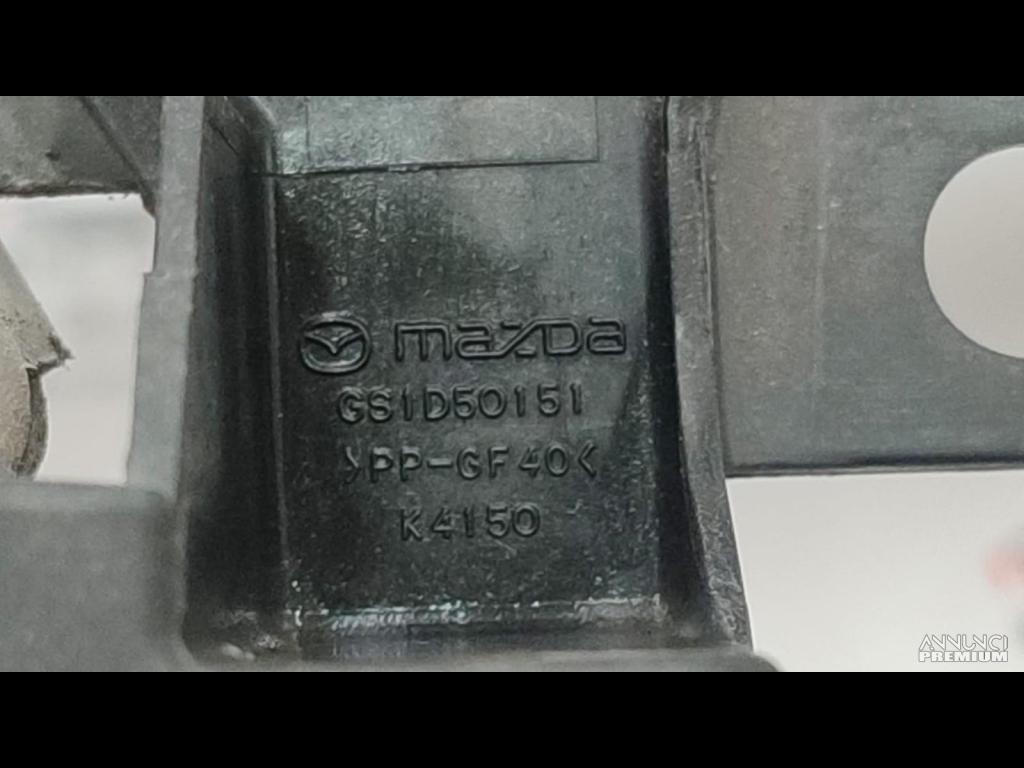 mazda
GS1D50151
>PP-GF40<
K4150
ANNUNCI
PREMIUM